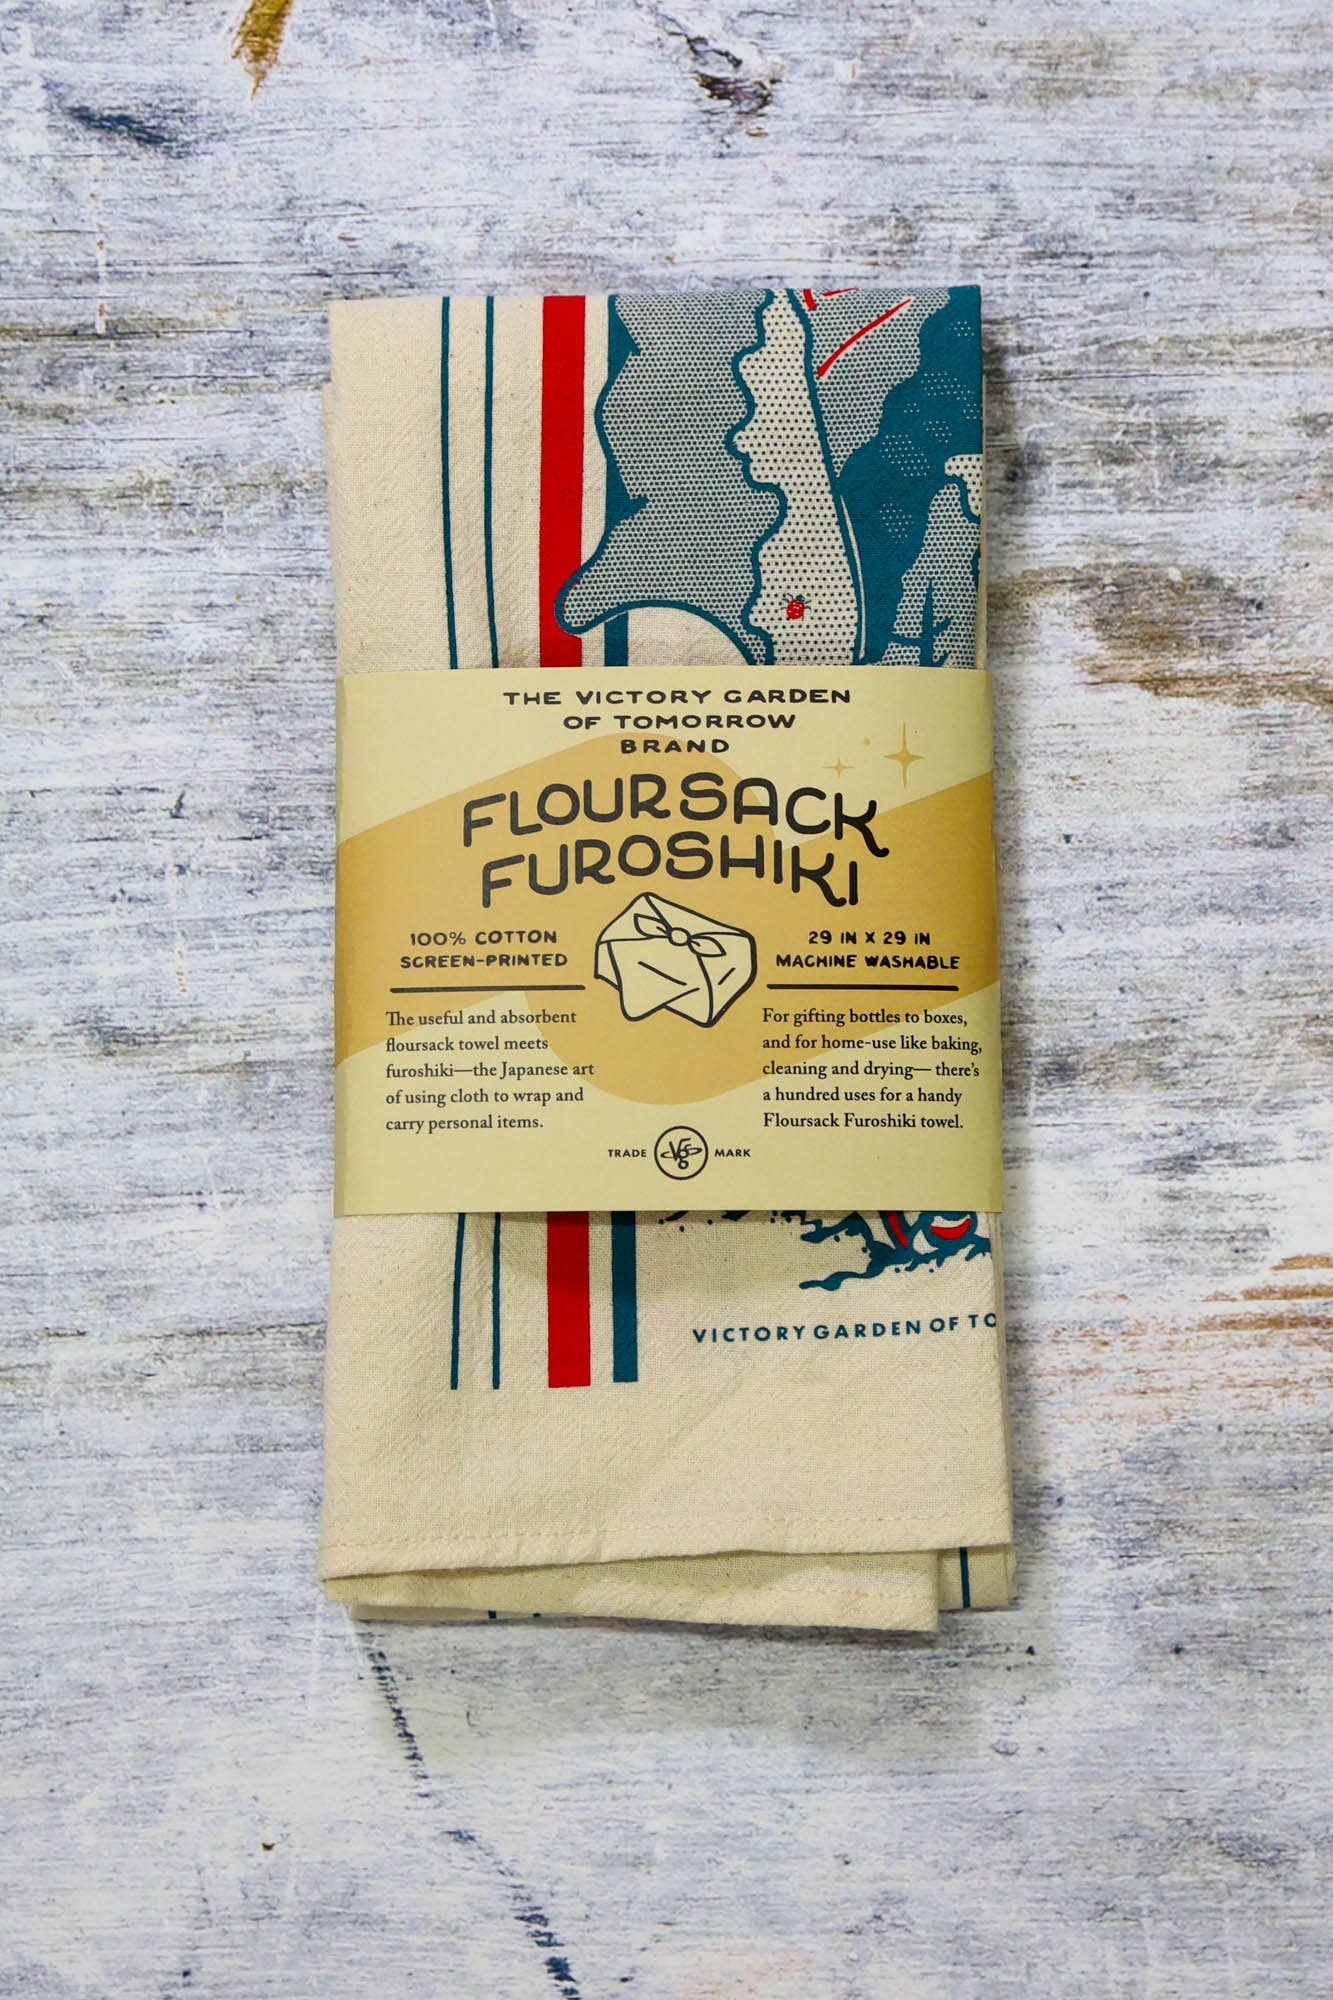 THE VICTORY GARDEN
OF TOMORROW
BRAND
FLOURSACK
FUROSHIKI
100% COTTON
SCREEN-PRINTED
The useful and absorbent
floursack towel meets
furoshiki—the Japanese art
of using cloth to wrap and
carry personal items.
29 IN X 29 IN
MACHINE WASHABLE
For gifting bottles to boxes,
and for home-use like baking,
cleaning and drying— there's
a hundred uses for a handy
Floursack Furoshiki towel.
TRADE VG MARK
VICTORY GARDEN OF TO